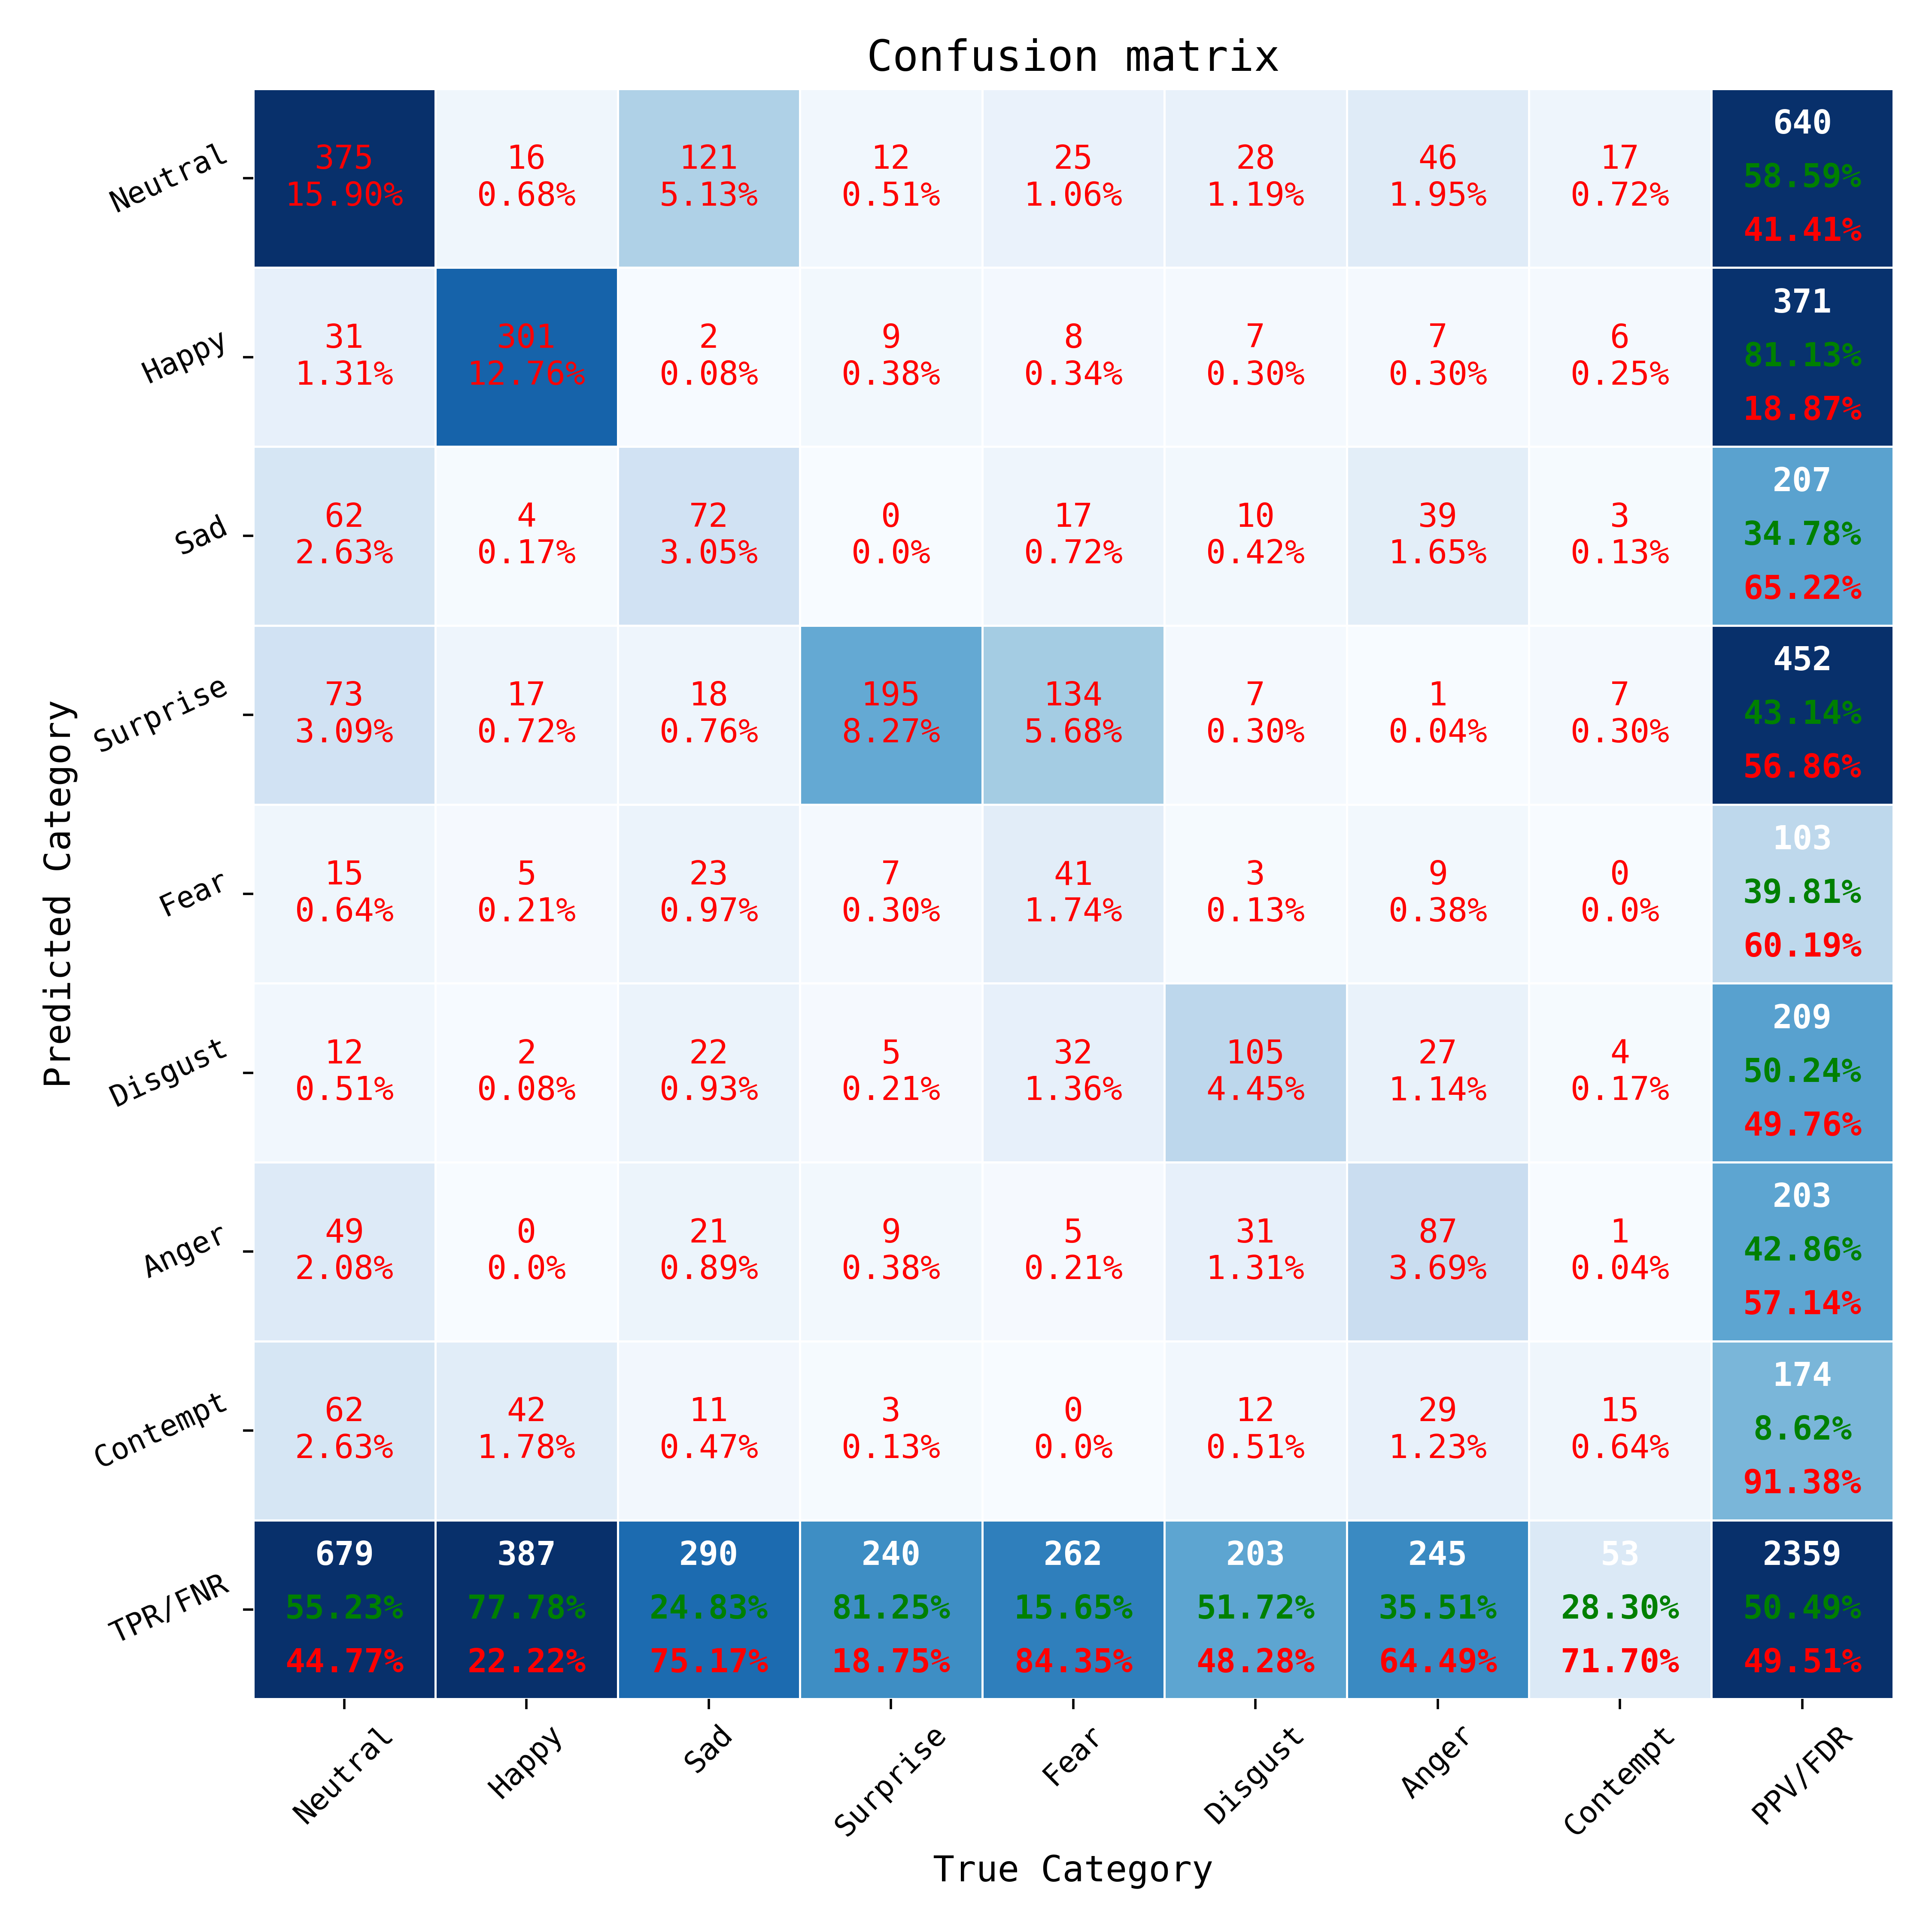 Confusion matrix
Neutral
375 16 121 12 25 28 46 17 640
15.90% 0.68% 5.13% 0.51% 1.06% 1.19% 1.95% 0.72% 58.59%
41.41%
Happy
31 301 2 9 8 7 7 6 371
1.31% 12.76% 0.08% 0.38% 0.34% 0.30% 0.30% 0.25% 81.13%
18.87%
Sad
62 4 72 0 17 10 39 3 207
2.63% 0.17% 3.05% 0.0% 0.72% 0.42% 1.65% 0.13% 34.78%
65.22%
Surprise
73 17 18 195 134 7 1 7 452
3.09% 0.72% 0.76% 8.27% 5.68% 0.30% 0.04% 0.30% 43.14%
56.86%
Fear
15 5 23 7 41 3 9 0 103
0.64% 0.21% 0.97% 0.30% 1.74% 0.13% 0.38% 0.0% 39.81%
60.19%
Disgust
12 2 22 5 32 105 27 4 209
0.51% 0.08% 0.93% 0.21% 1.36% 4.45% 1.14% 0.17% 50.24%
49.76%
Anger
49 0 21 9 5 31 87 1 203
2.08% 0.0% 0.89% 0.38% 0.21% 1.31% 3.69% 0.04% 42.86%
57.14%
Contempt
62 42 11 3 0 12 29 15 174
2.63% 1.78% 0.47% 0.13% 0.0% 0.51% 1.23% 0.64% 8.62%
91.38%
TPR/FNR
679 387 290 240 262 203 245 53 2359
55.23% 77.78% 24.83% 81.25% 15.65% 51.72% 35.51% 28.30% 50.49%
44.77% 22.22% 75.17% 18.75% 84.35% 48.28% 64.49% 71.70% 49.51%
Predicted Category
Neutral Happy Sad Surprise Fear Disgust Anger Contempt PPV/FDR
True Category